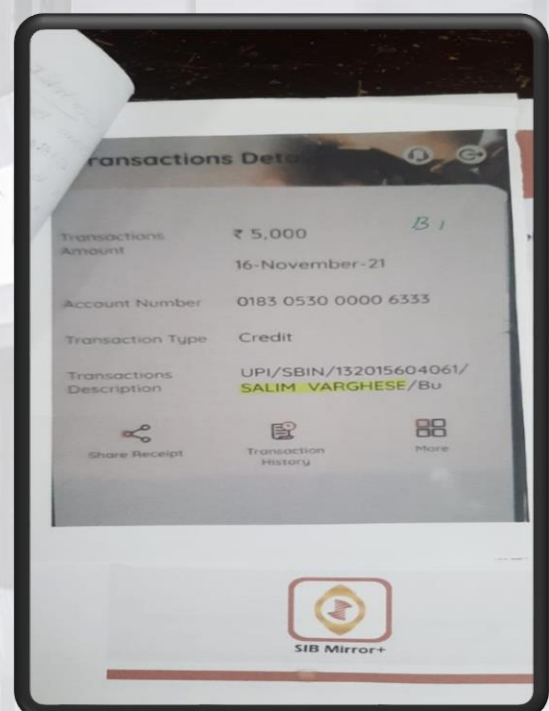 ransactions Deta
Transactions Amount
₹ 5,000
B1
16-November-21
Account Number
0183 0530 0000 6333
Transaction Type
Credit
Transactions Description
UPI/SBIN/132015604061/
SALIM VARGHESE/Bu
Share Receipt
Transaction History
More
SIB Mirror+